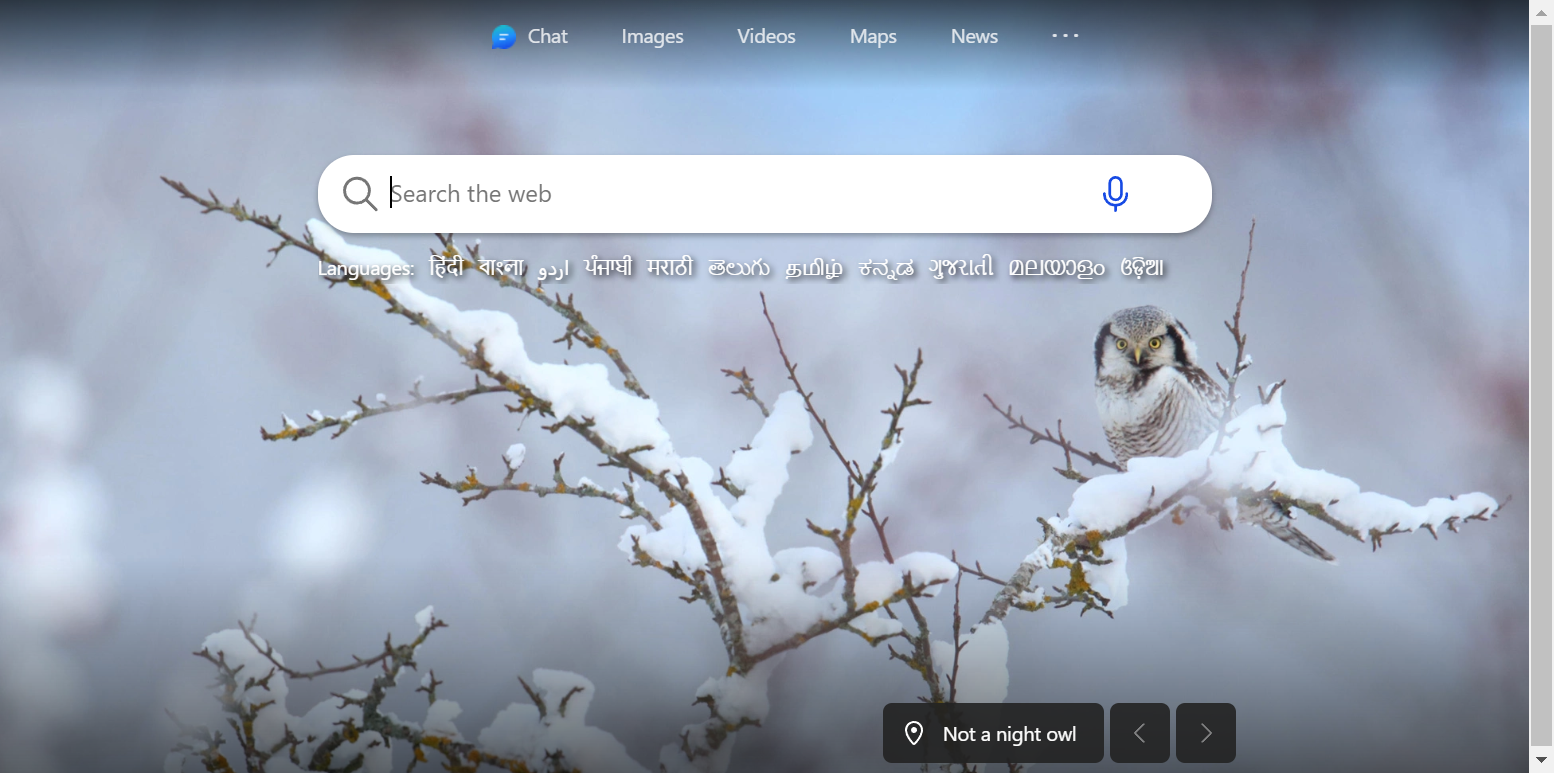 Chat Images Videos Maps News ...
Search the web
Languages: हिंदी বাংলা اردو ਪੰਜਾਬੀ मराठी తెలుగు தமிழ் ಕನ್ನಡ ગુજરાતી മലയാളം ଓଡ଼ିଆ
Not a night owl